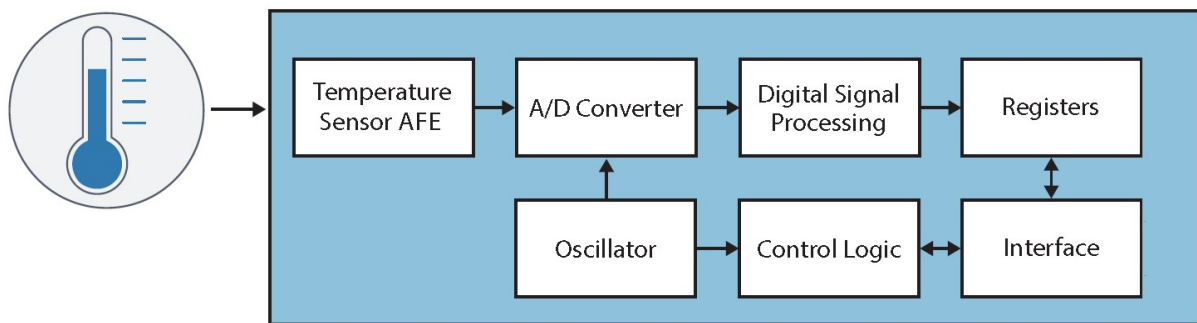 Temperature
Sensor AFE
A/D Converter
Digital Signal
Processing
Registers
Oscillator
Control Logic
Interface